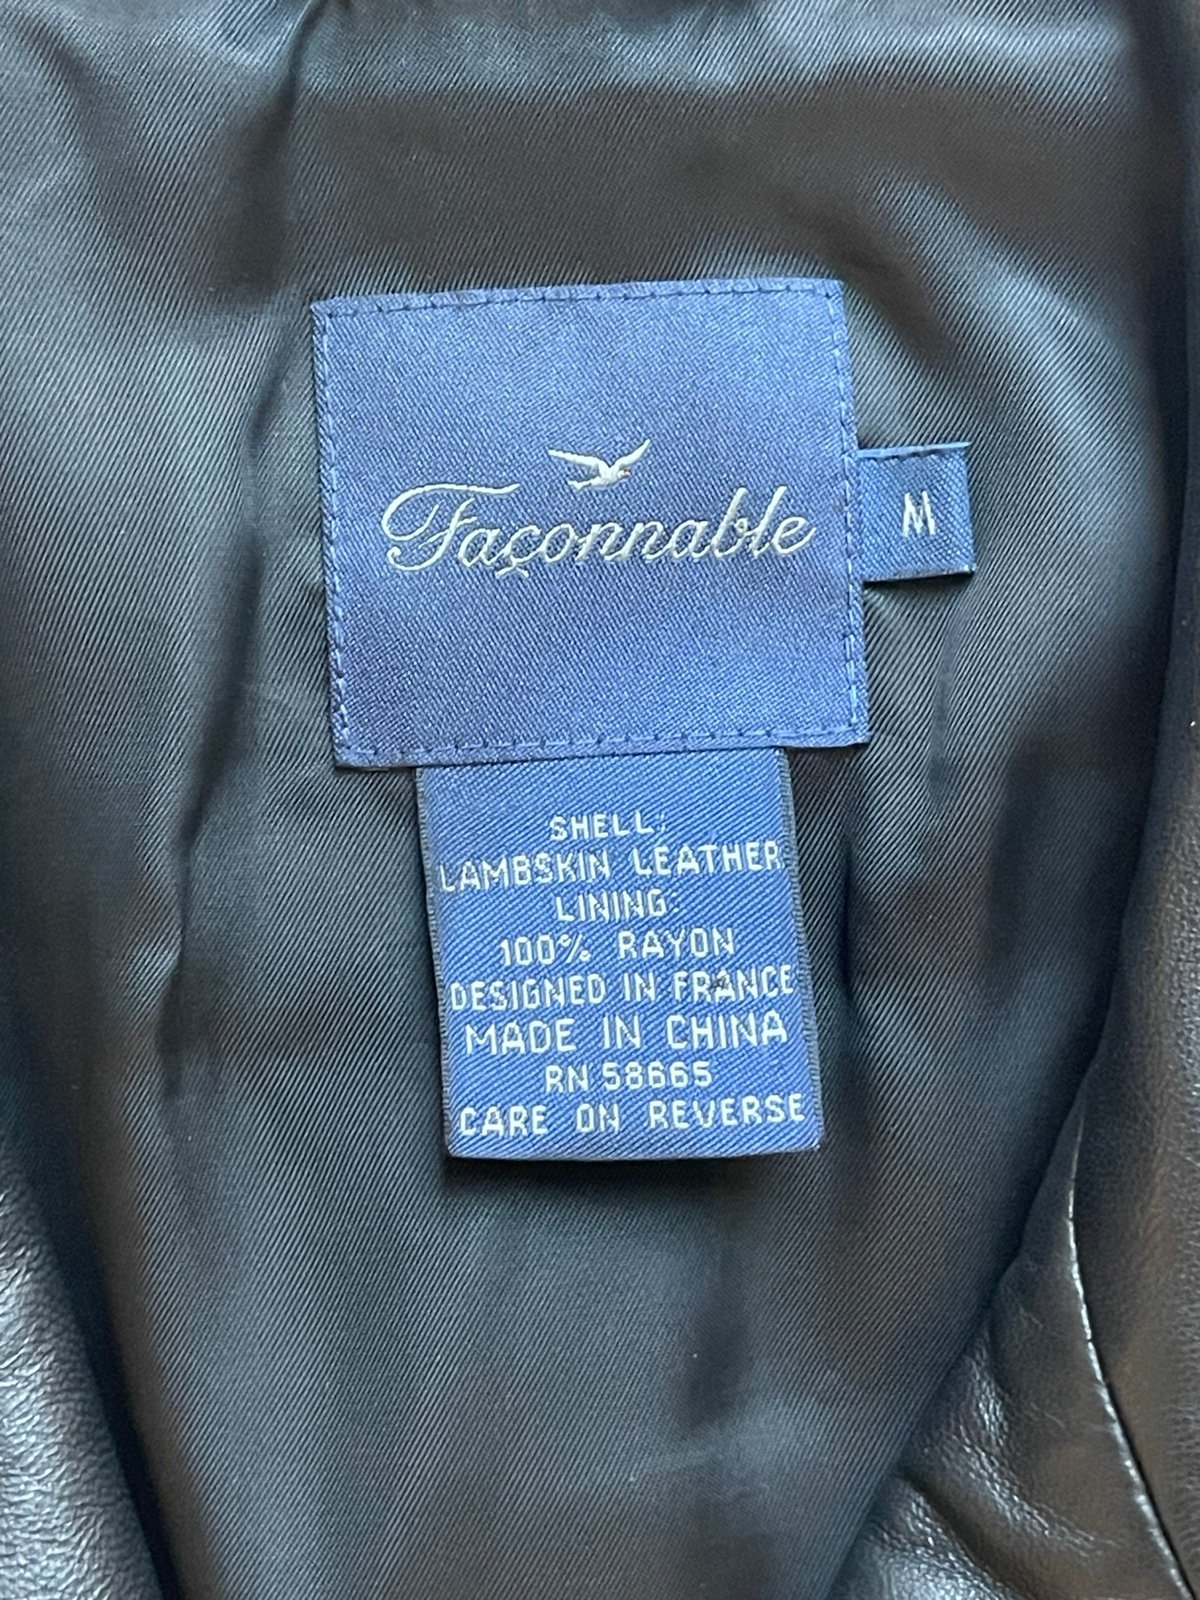 Façonnable
M
SHELL:
LAMBSKIN LEATHER
LINING:
100% RAYON
DESIGNED IN FRANCE
MADE IN CHINA
RN 58665
CARE ON REVERSE